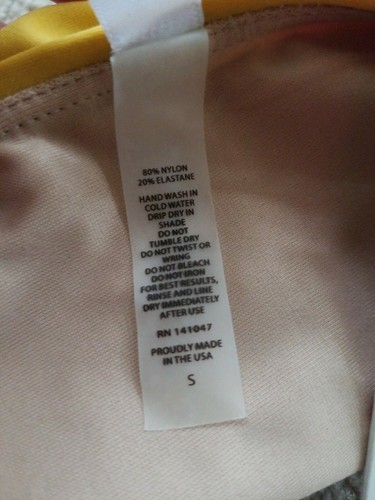 80% NYLON
20% ELASTANE
HAND WASH IN
COLD WATER
DRIP DRY IN
SHADE
DO NOT
TUMBLE DRY
DO NOT TWIST OR
WRING
DO NOT BLEACH
DO NOT IRON
FOR BEST RESULTS,
RINSE AND LINE
DRY IMMEDIATELY
AFTER USE
RN 141047
PROUDLY MADE
IN THE USA
S